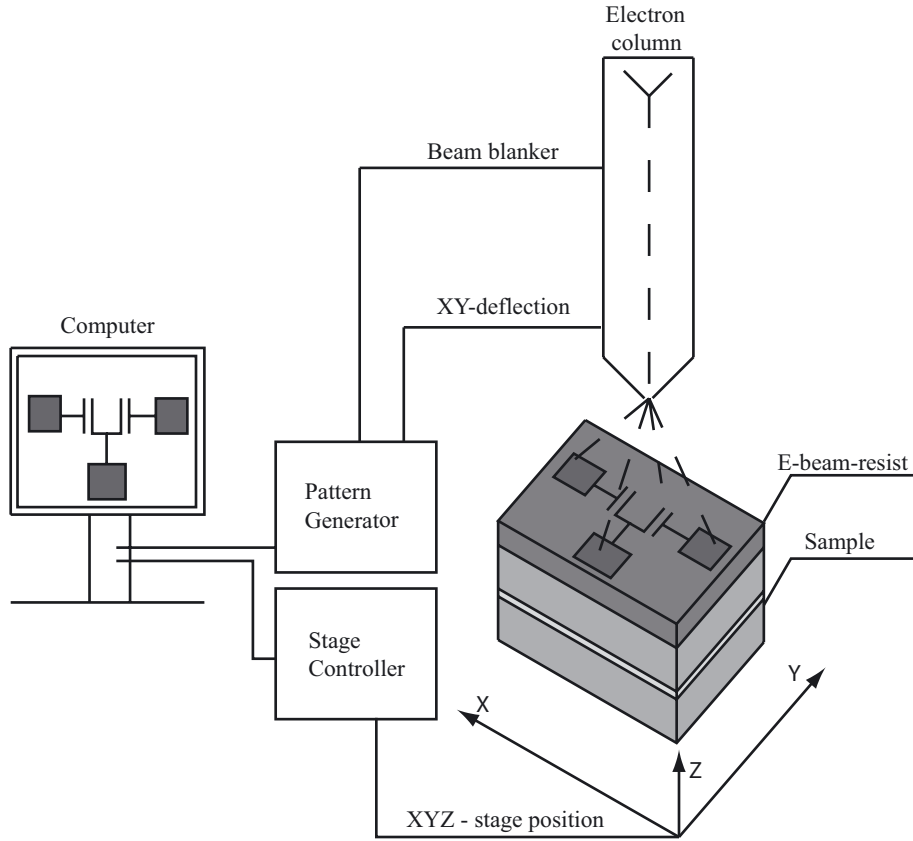 Electron
column
Beam blanker
XY-deflection
Computer
E-beam-resist
Pattern
Generator
Sample
Stage
Controller
X
Y
Z
XYZ - stage position